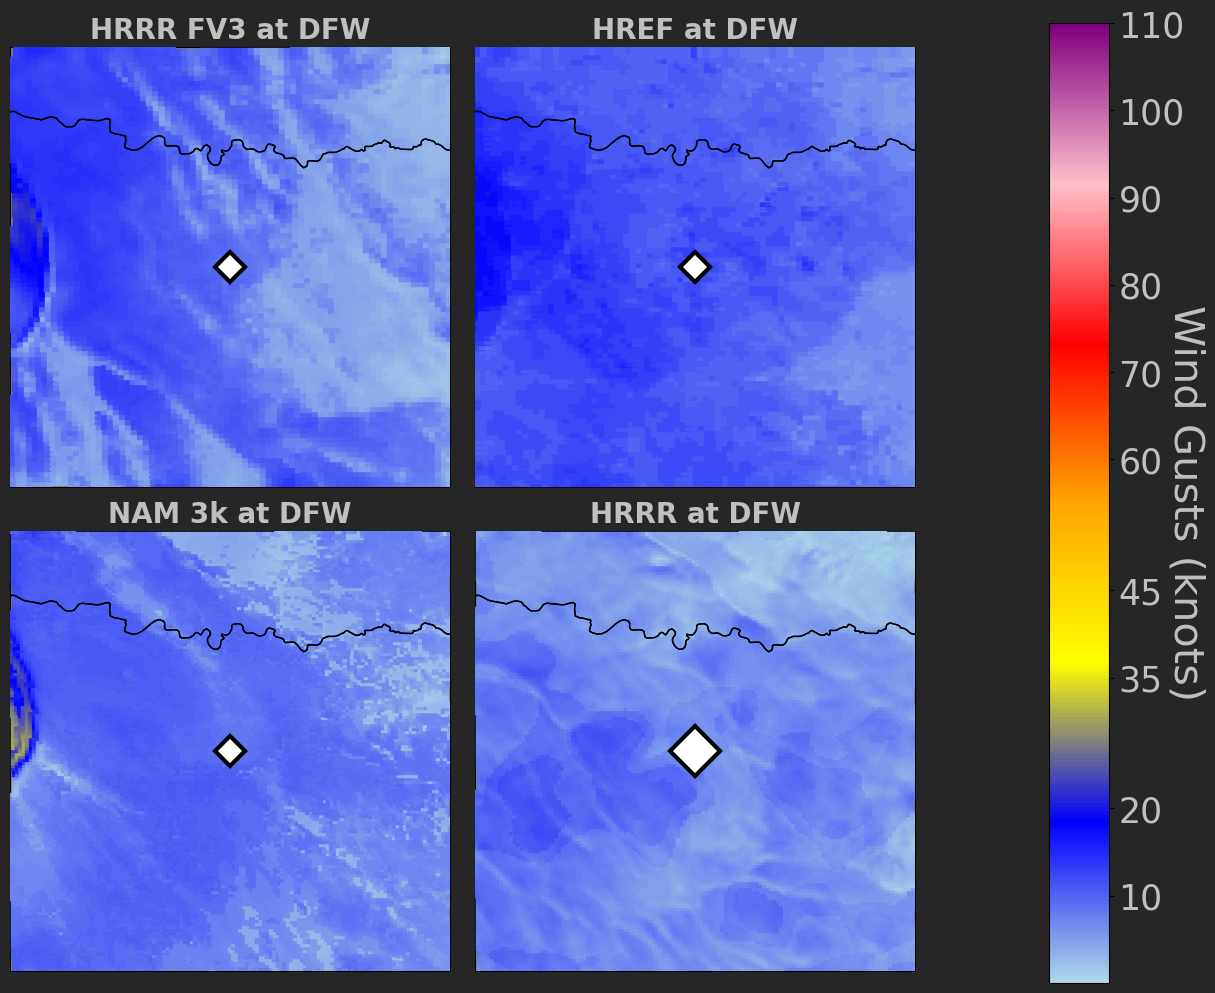 HRRR FV3 at DFW
HREF at DFW
NAM 3k at DFW
HRRR at DFW
110
100
90
80
70
60
45
35
20
10
Wind Gusts (knots)